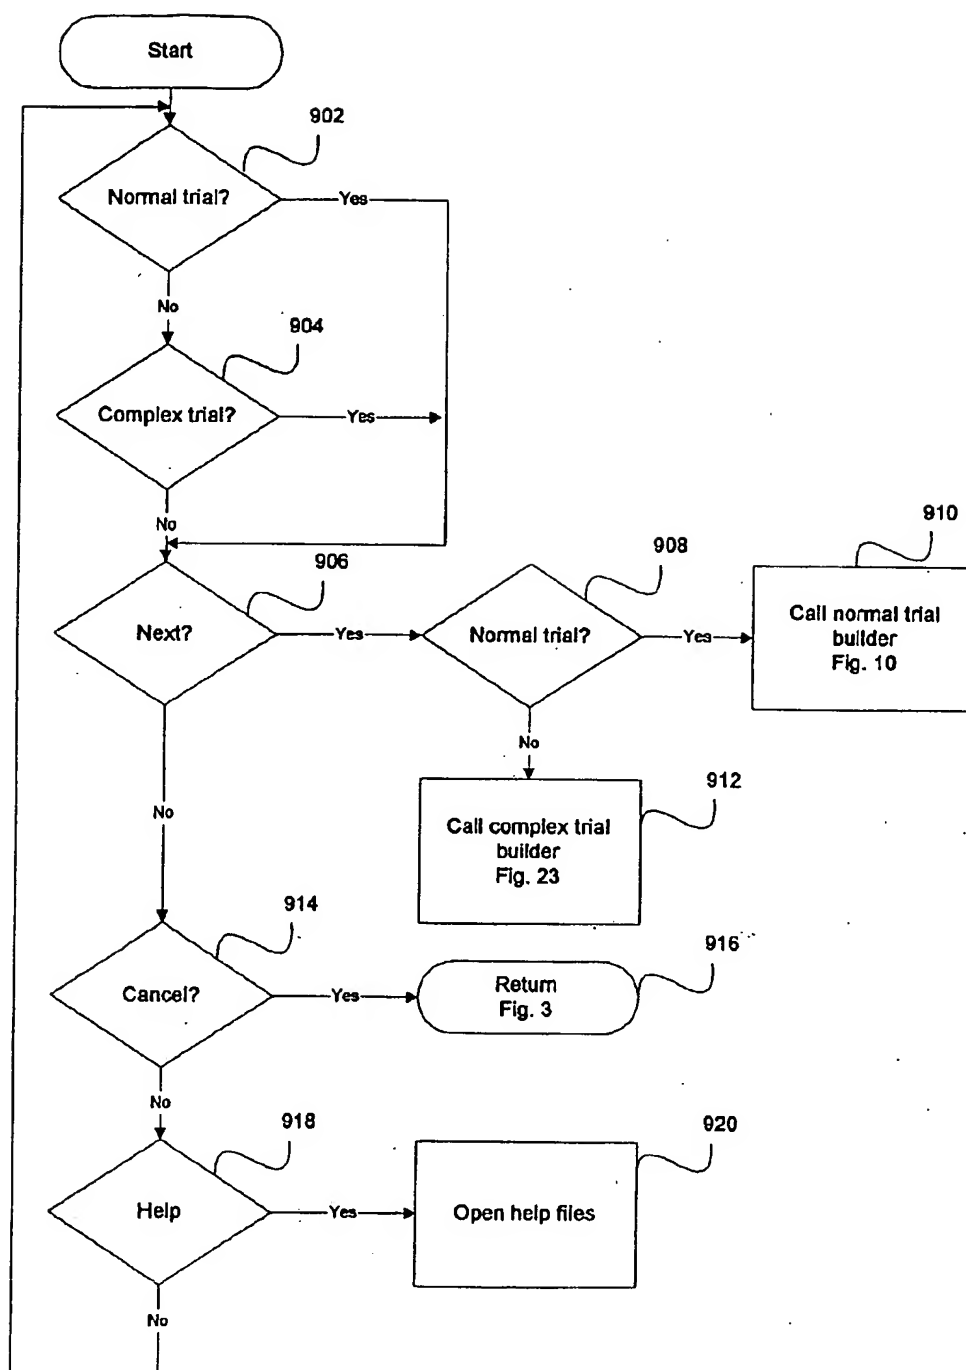 Start
902
Normal trial?
Yes
No
904
Complex trial?
Yes
No
906
Next?
Yes
908
Normal trial?
Yes
910
Call normal trial
builder
Fig. 10
No
912
Call complex trial
builder
Fig. 23
No
914
Cancel?
Yes
916
Return
Fig. 3
No
918
Help
Yes
920
Open help files
No